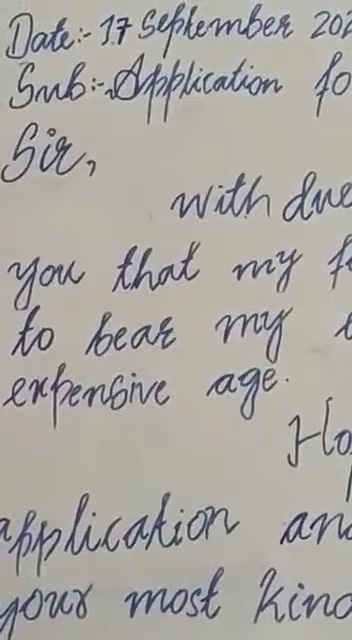 Date:- 17 September 202
Sub:- Application fo
Sir,
with due
you that my f
to bear my
expensive age.
Ho
application an
your most kind